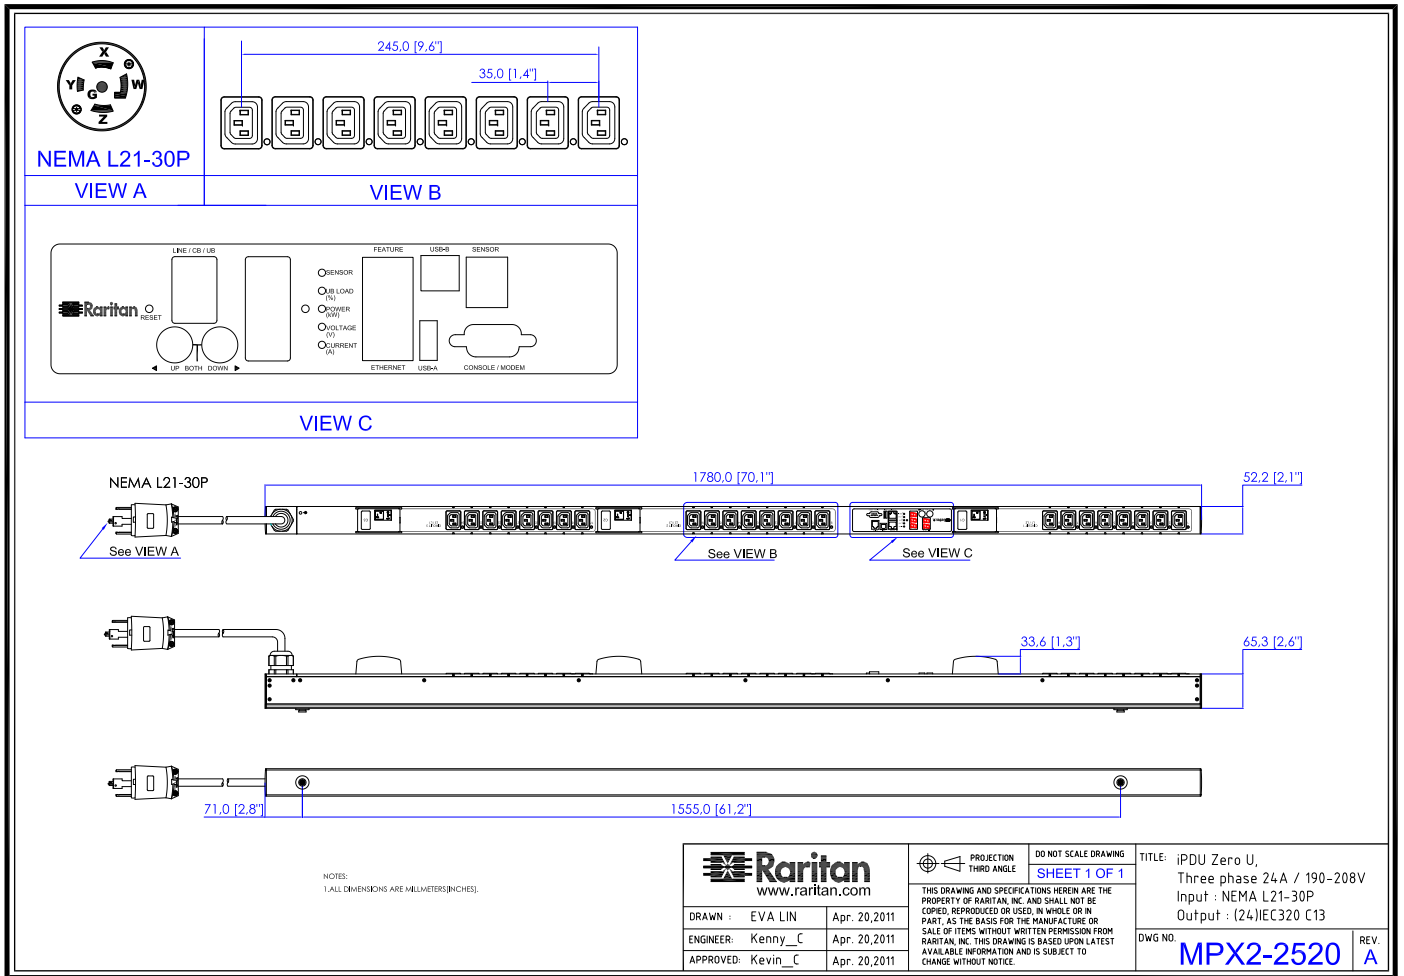 X
Y
W
G
Z
NEMA L21-30P
VIEW A
245,0 [9,6"]
35,0 [1,4"]
VIEW B
LINE / CB / UB
FEATURE
USB-B
SENSOR
SENSOR
UB LOAD
(%)
POWER
(kW)
VOLTAGE
(V)
CURRENT
(A)
Raritan
RESET
UP BOTH DOWN
ETHERNET
USB-A
CONSOLE / MODEM
VIEW C
NEMA L21-30P
1780,0 [70,1"]
52,2 [2,1"]
See VIEW A
See VIEW B
See VIEW C
33,6 [1,3"]
65,3 [2,6"]
71,0 [2,8"]
1555,0 [61,2"]
NOTES:
1.ALL DIMENSIONS ARE MILLMETERS[INCHES].
Raritan
www.raritan.com
DRAWN : EVA LIN Apr. 20,2011
ENGINEER: Kenny_C Apr. 20,2011
APPROVED: Kevin_C Apr. 20,2011
PROJECTION
THIRD ANGLE
DO NOT SCALE DRAWING
SHEET 1 OF 1
THIS DRAWING AND SPECIFICATIONS HEREIN ARE THE
PROPERTY OF RARITAN, INC. AND SHALL NOT BE
COPIED, REPRODUCED OR USED, IN WHOLE OR IN
PART, AS THE BASIS FOR THE MANUFACTURE OR
SALE OF ITEMS WITHOUT WRITTEN PERMISSION FROM
RARITAN, INC. THIS DRAWING IS BASED UPON LATEST
AVAILABLE INFORMATION AND IS SUBJECT TO
CHANGE WITHOUT NOTICE.
TITLE: iPDU Zero U,
Three phase 24A / 190-208V
Input : NEMA L21-30P
Output : (24)IEC320 C13
DWG NO. MPX2-2520
REV. A